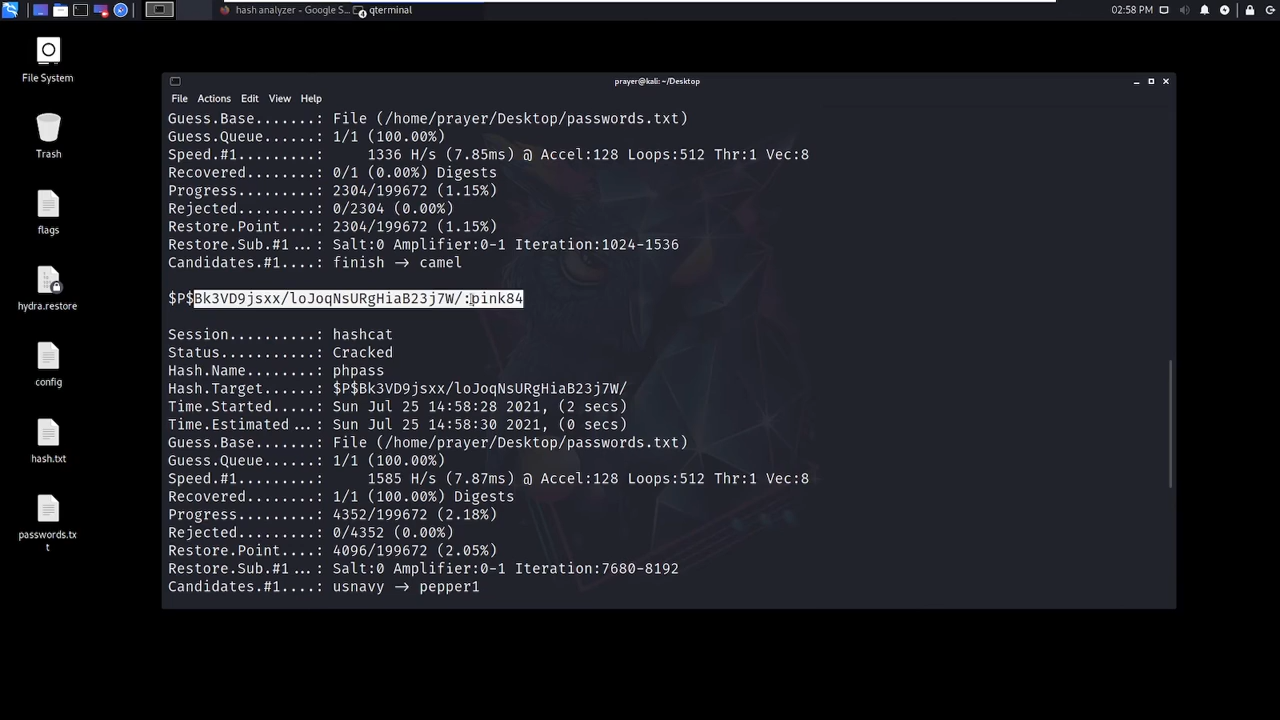 hash analyzer - Google S...
qterminal
02:58 PM
File System
Trash
flags
hydra.restore
config
hash.txt
passwords.tx
t
prayer@kali: ~/Desktop
File Actions Edit View Help
Guess.Base.......: File (/home/prayer/Desktop/passwords.txt)
Guess.Queue......: 1/1 (100.00%)
Speed.#1.........: 1336 H/s (7.85ms) @ Accel:128 Loops:512 Thr:1 Vec:8
Recovered........: 0/1 (0.00%) Digests
Progress.........: 2304/199672 (1.15%)
Rejected.........: 0/2304 (0.00%)
Restore.Point....: 2304/199672 (1.15%)
Restore.Sub.#1...: Salt:0 Amplifier:0-1 Iteration:1024-1536
Candidates.#1....: finish -> camel
$P$Bk3VD9jsxx/loJoqNsURgHiaB23j7W/:pink84
Session..........: hashcat
Status...........: Cracked
Hash.Name........: phpass
Hash.Target......: $P$Bk3VD9jsxx/loJoqNsURgHiaB23j7W/
Time.Started.....: Sun Jul 25 14:58:28 2021, (2 secs)
Time.Estimated...: Sun Jul 25 14:58:30 2021, (0 secs)
Guess.Base.......: File (/home/prayer/Desktop/passwords.txt)
Guess.Queue......: 1/1 (100.00%)
Speed.#1.........: 1585 H/s (7.87ms) @ Accel:128 Loops:512 Thr:1 Vec:8
Recovered........: 1/1 (100.00%) Digests
Progress.........: 4352/199672 (2.18%)
Rejected.........: 0/4352 (0.00%)
Restore.Point....: 4096/199672 (2.05%)
Restore.Sub.#1...: Salt:0 Amplifier:0-1 Iteration:7680-8192
Candidates.#1....: usnavy -> pepper1